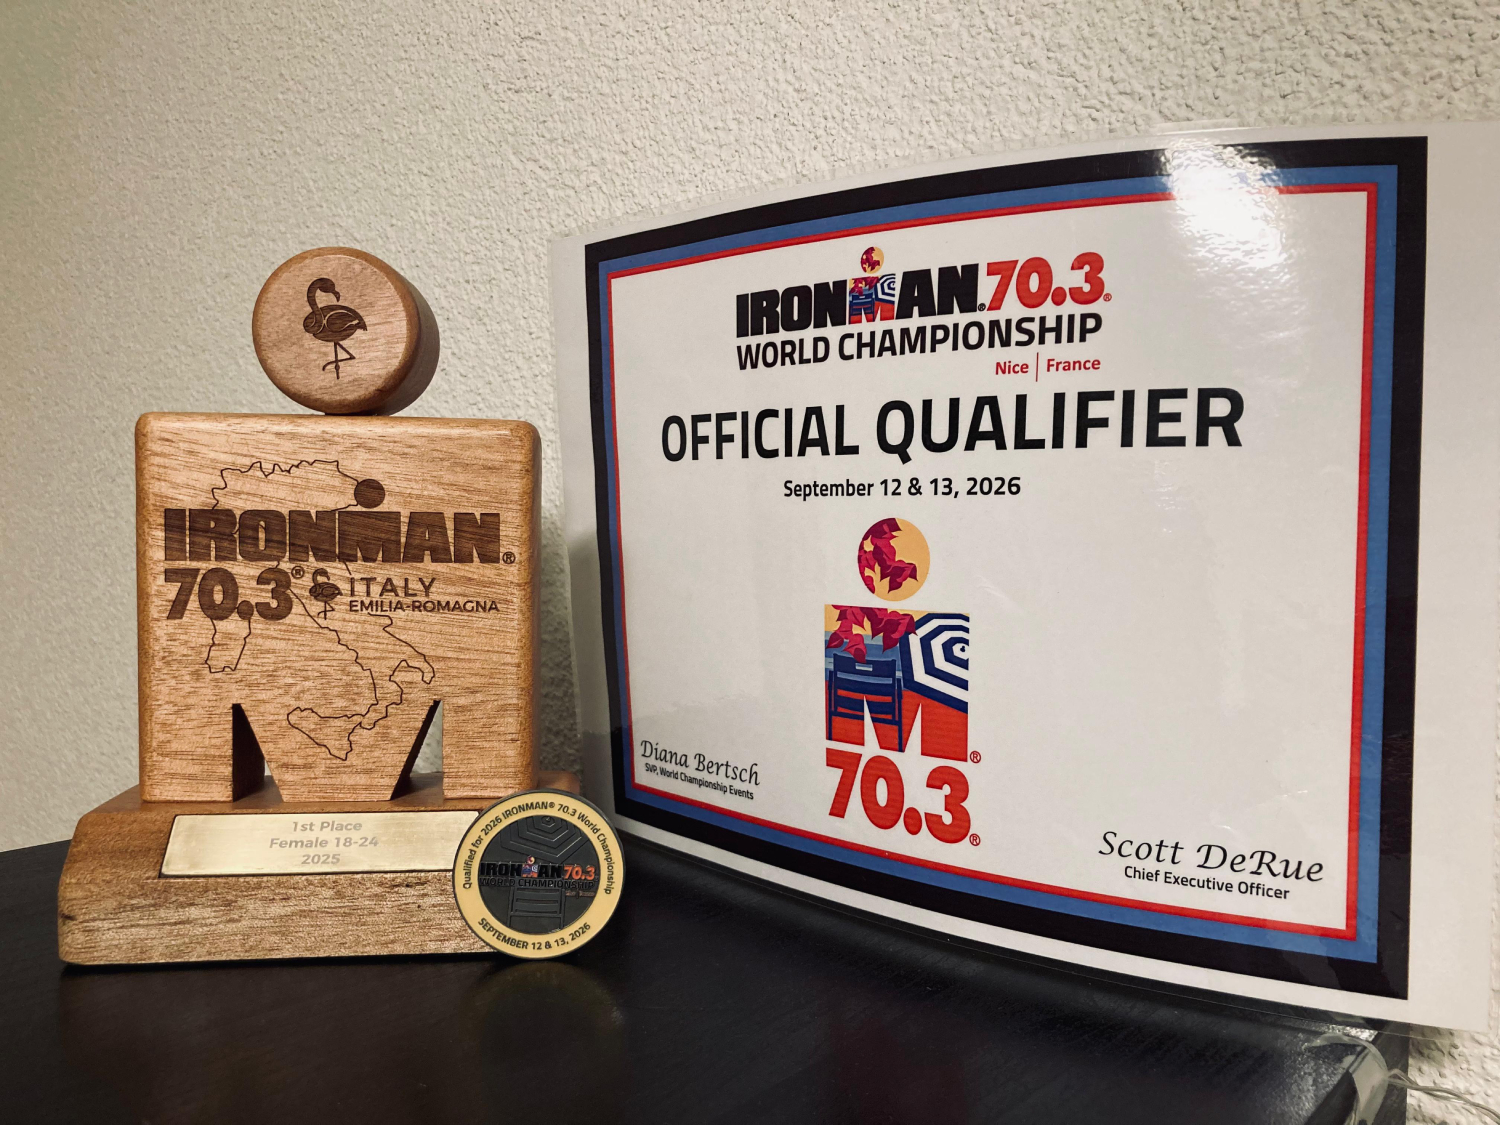 IRONMAN®
70.3® ITALY
EMILIA-ROMAGNA
1st Place
Female 18-24
2025
Qualified for 2026 IRONMAN® 70.3 World Championship
IRONMAN 70.3
WORLD CHAMPIONSHIP
SEPTEMBER 12 & 13, 2026
IRONMAN® 70.3®
WORLD CHAMPIONSHIP
Nice | France
OFFICIAL QUALIFIER
September 12 & 13, 2026
®
70.3®
Diana Bertsch
SVP, World Championship Events
Scott DeRue
Chief Executive Officer